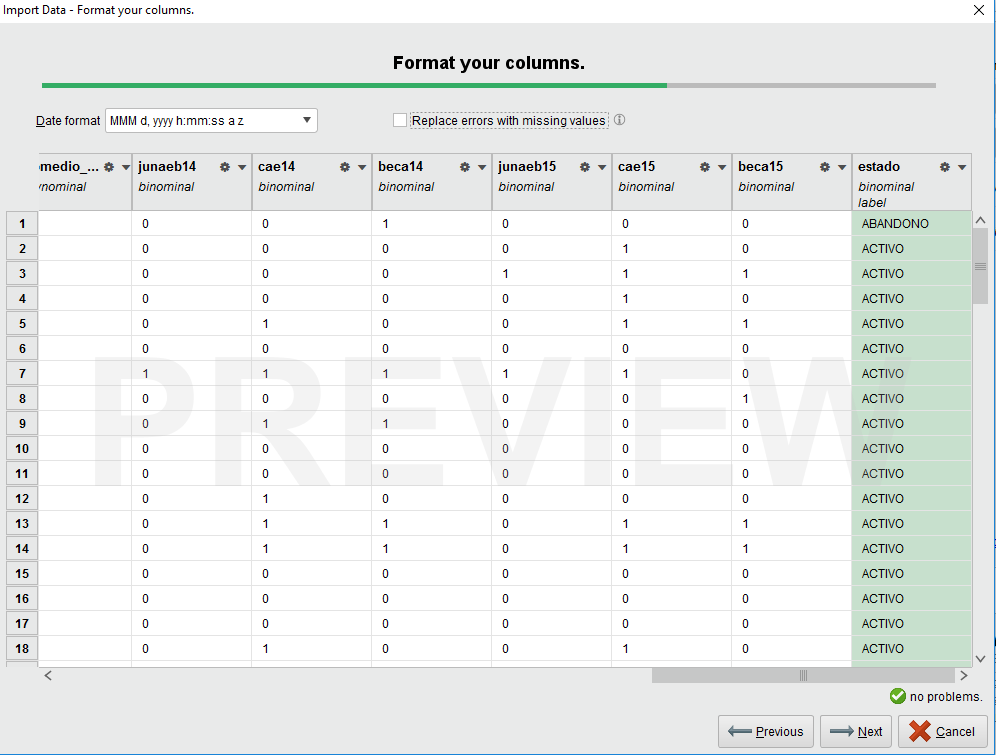 Import Data - Format your columns.
Format your columns.
Date format MMM d, yyyy h:mm:ss a z Replace errors with missing values
omedio_... junaeb14 cae14 beca14 junaeb15 cae15 beca15 estado
ynominal binominal binominal binominal binominal binominal binominal binominal
label
1 0 0 1 0 0 0 ABANDONO
2 0 0 0 0 1 0 ACTIVO
3 0 0 0 1 1 1 ACTIVO
4 0 0 0 0 1 0 ACTIVO
5 0 1 0 0 1 1 ACTIVO
6 0 0 0 0 0 0 ACTIVO
7 1 1 1 1 1 0 ACTIVO
8 0 0 0 0 0 1 ACTIVO
9 0 1 1 0 0 0 ACTIVO
10 0 0 0 0 0 0 ACTIVO
11 0 0 0 0 0 0 ACTIVO
12 0 1 0 0 0 0 ACTIVO
13 0 1 1 0 1 1 ACTIVO
14 0 1 1 0 1 1 ACTIVO
15 0 0 0 0 0 0 ACTIVO
16 0 0 0 0 0 0 ACTIVO
17 0 0 0 0 0 0 ACTIVO
18 0 1 0 0 1 0 ACTIVO
PREVIEW
no problems.
Previous Next Cancel